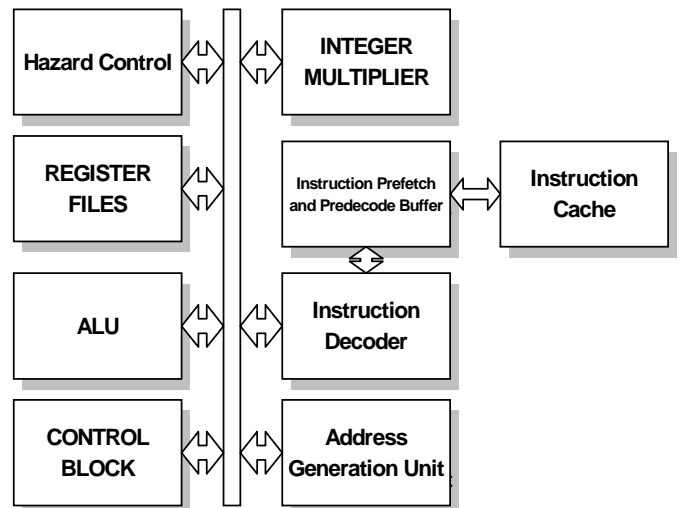 Hazard Control
INTEGER
MULTIPLIER
REGISTER
FILES
Instruction Prefetch
and Predecode Buffer
Instruction
Cache
ALU
Instruction
Decoder
CONTROL
BLOCK
Address
Generation Unit